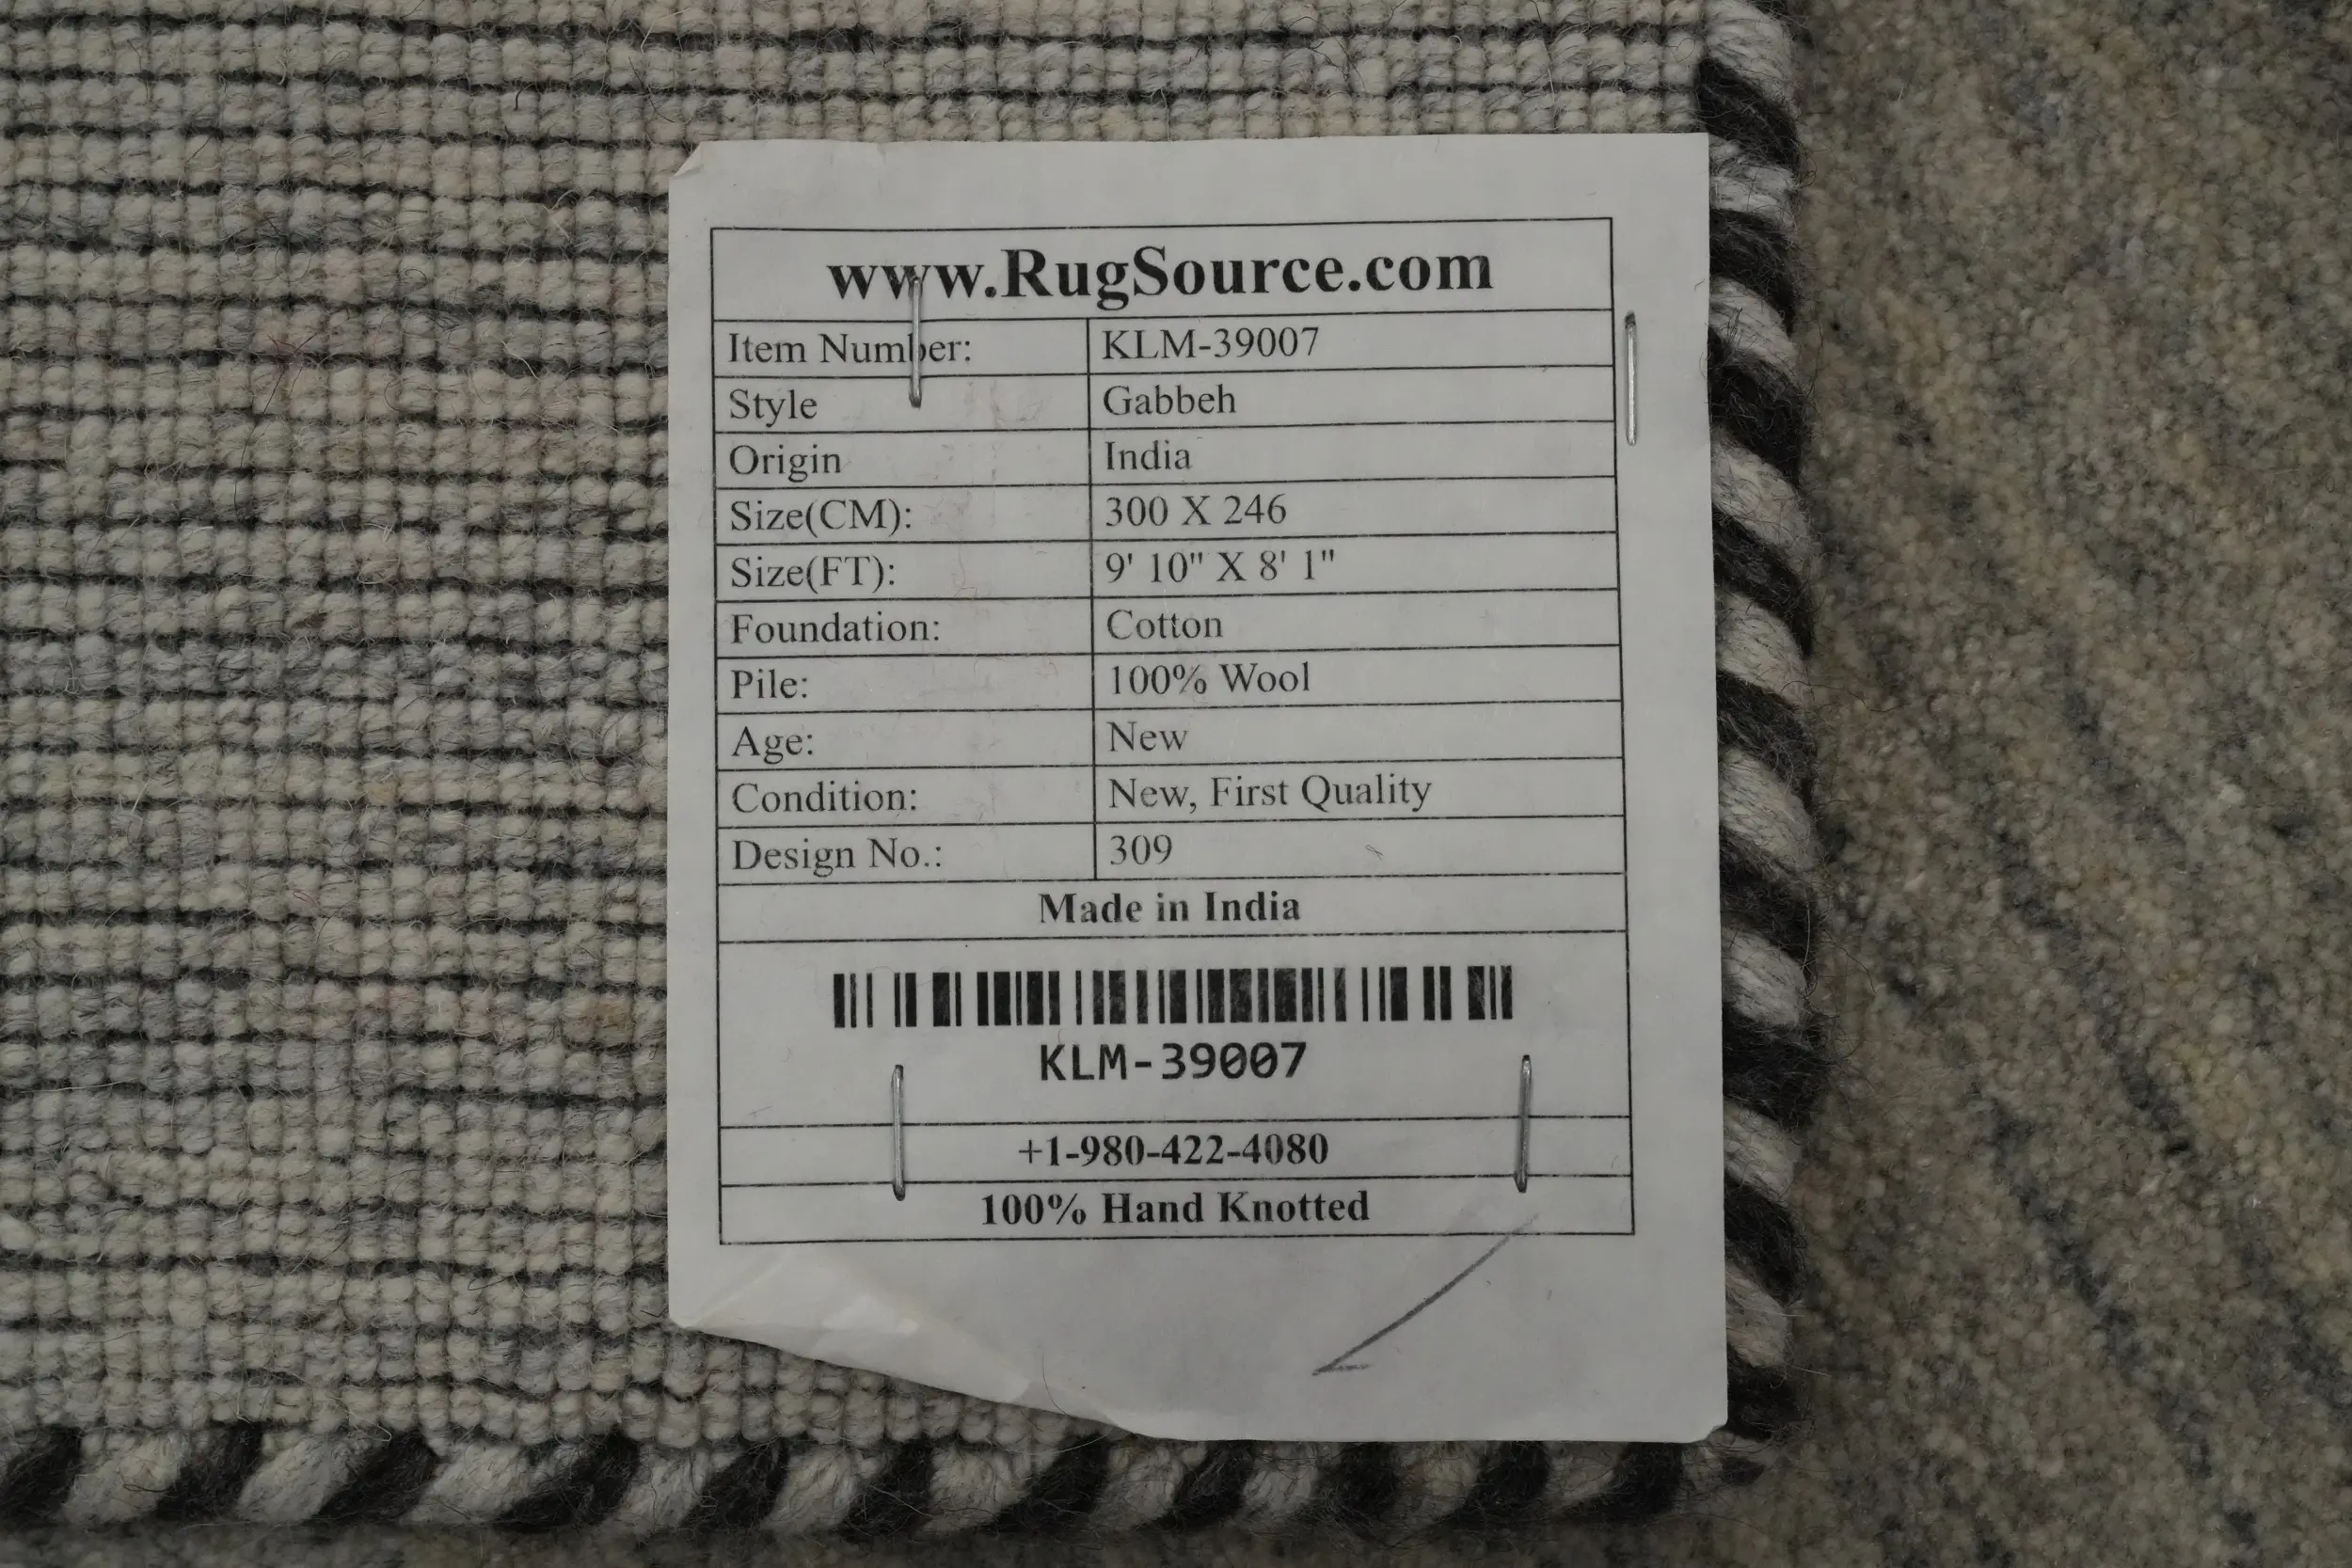 www.RugSource.com
Item Number: KLM-39007
Style Gabbeh
Origin India
Size(CM): 300 X 246
Size(FT): 9' 10" X 8' 1"
Foundation: Cotton
Pile: 100% Wool
Age: New
Condition: New, First Quality
Design No.: 309
Made in India
KLM-39007
+1-980-422-4080
100% Hand Knotted